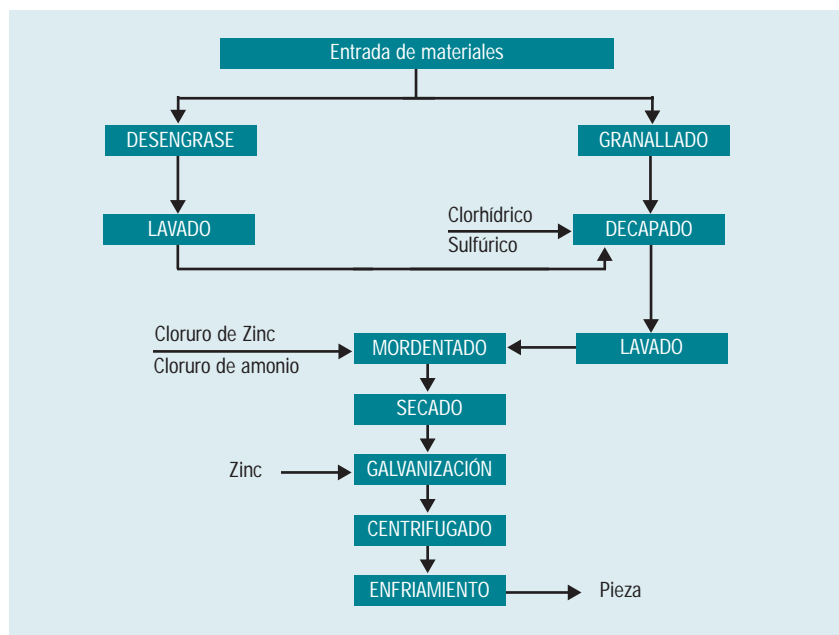 Entrada de materiales
DESENGRASE
GRANALLADO
LAVADO
Clorhídrico
Sulfúrico
DECAPADO
Cloruro de Zinc
Cloruro de amonio
MORDENTADO
LAVADO
SECADO
Zinc
GALVANIZACIÓN
CENTRIFUGADO
ENFRIAMIENTO
Pieza